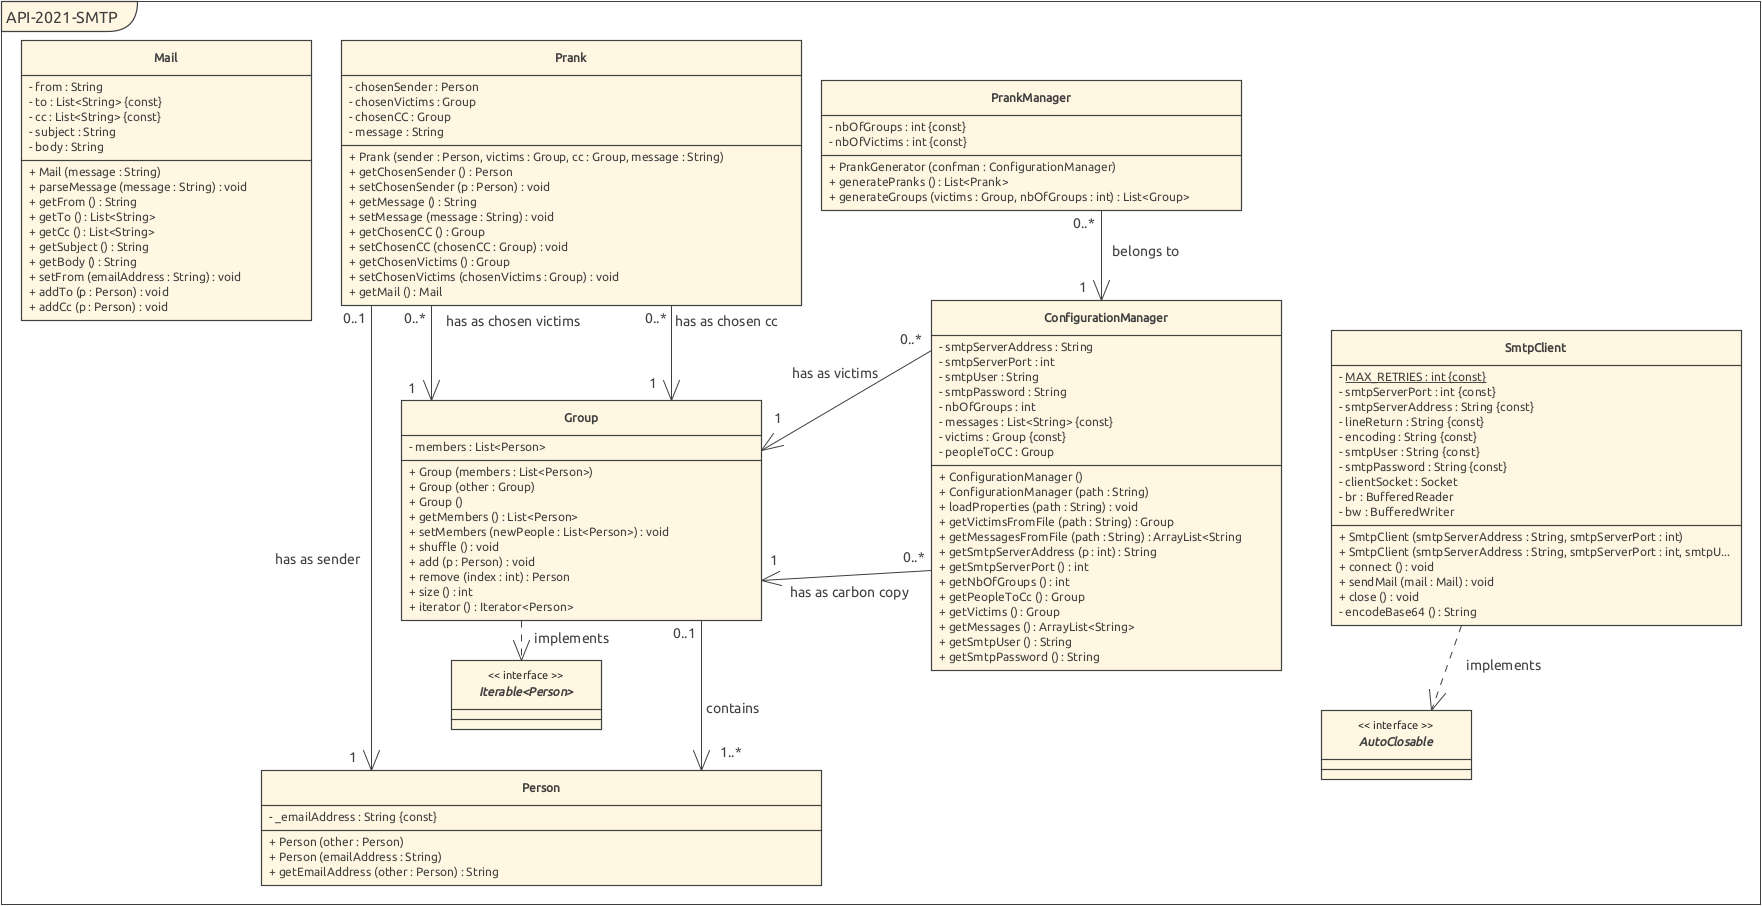 API-2021-SMTP
Mail
- from : String
- to : List<String> {const}
- cc : List<String> {const}
- subject : String
- body : String
+ Mail (message : String)
+ parseMessage (message : String) : void
+ getFrom () : String
+ getTo () : List<String>
+ getCc () : List<String>
+ getSubject () : String
+ getBody () : String
+ setFrom (emailAddress : String) : void
+ addTo (p : Person) : void
+ addCc (p : Person) : void
Prank
- chosenSender : Person
- chosenVictims : Group
- chosenCC : Group
- message : String
+ Prank (sender : Person, victims : Group, cc : Group, message : String)
+ getChosenSender () : Person
+ setChosenSender (p : Person) : void
+ getMessage () : String
+ setMessage (message : String) : void
+ getChosenCC () : Group
+ setChosenCC (chosenCC : Group) : void
+ getChosenVictims () : Group
+ setChosenVictims (chosenVictims : Group) : void
+ getMail () : Mail
PrankManager
- nbOfGroups : int {const}
- nbOfVictims : int {const}
+ PrankGenerator (confman : ConfigurationManager)
+ generatePranks () : List<Prank>
+ generateGroups (victims : Group, nbOfGroups : int) : List<Group>
0..*
belongs to
1
0..1
0..*
has as chosen victims
0..*
has as chosen cc
1
1
ConfigurationManager
- smtpServerAddress : String
- smtpServerPort : int
- smtpUser : String
- smtpPassword : String
- nbOfGroups : int
- messages : List<String> {const}
- victims : Group {const}
- peopleToCC : Group
+ ConfigurationManager ()
+ ConfigurationManager (path : String)
+ loadProperties (path : String) : void
+ getVictimsFromFile (path : String) : Group
+ getMessagesFromFile (path : String) : ArrayList<String
+ getSmtpServerAddress (p : int) : String
+ getSmtpServerPort () : int
+ getNbOfGroups () : int
+ getPeopleToCc () : Group
+ getVictims () : Group
+ getMessages () : ArrayList<String>
+ getSmtpUser () : String
+ getSmtpPassword () : String
0..*
has as victims
1
0..*
1
has as carbon copy
SmtpClient
- MAX_RETRIES : int {const}
- smtpServerPort : int {const}
- smtpServerAddress : String {const}
- lineReturn : String {const}
- encoding : String {const}
- smtpUser : String {const}
- smtpPassword : String {const}
- clientSocket : Socket
- br : BufferedReader
- bw : BufferedWriter
+ SmtpClient (smtpServerAddress : String, smtpServerPort : int)
+ SmtpClient (smtpServerAddress : String, smtpServerPort : int, smtpU...
+ connect () : void
+ sendMail (mail : Mail) : void
+ close () : void
- encodeBase64 () : String
implements
<< interface >>
AutoClosable
Group
- members : List<Person>
+ Group (members : List<Person>)
+ Group (other : Group)
+ Group ()
+ getMembers () : List<Person>
+ setMembers (newPeople : List<Person>) : void
+ shuffle () : void
+ add (p : Person) : void
+ remove (index : int) : Person
+ size () : int
+ iterator () : Iterator<Person>
has as sender
implements
<< interface >>
Iterable<Person>
0..1
contains
1..*
1
Person
- _emailAddress : String {const}
+ Person (other : Person)
+ Person (emailAddress : String)
+ getEmailAddress (other : Person) : String